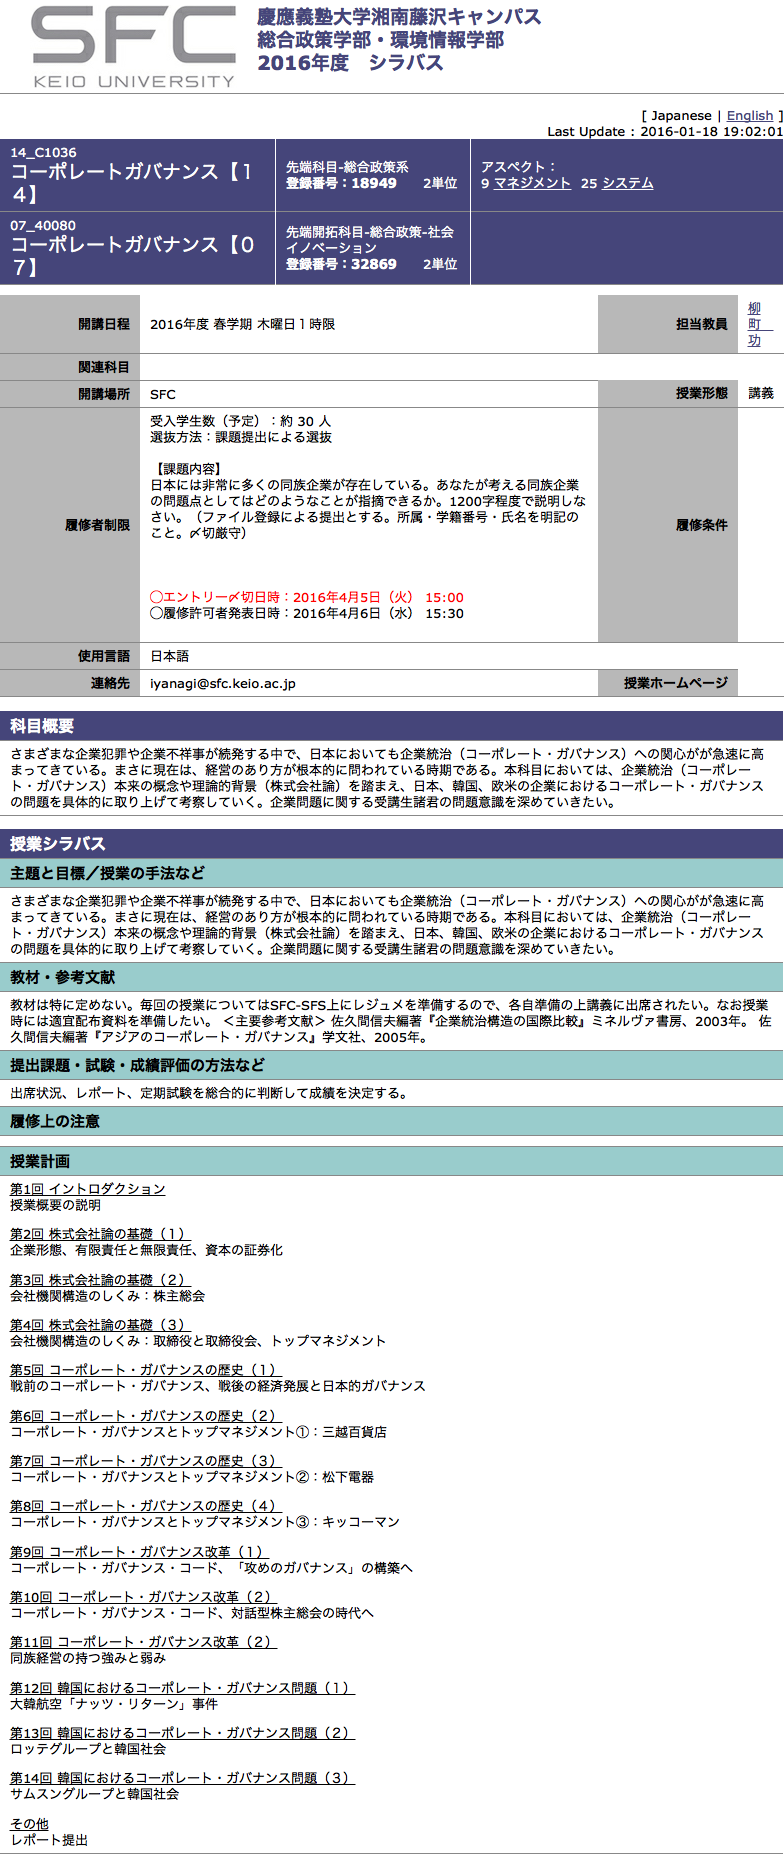 SFC
KEIO UNIVERSITY
慶應義塾大学湘南藤沢キャンパス
総合政策学部・環境情報学部
2016年度　シラバス
[ Japanese | English ]
Last Update : 2016-01-18 19:02:01
14_C1036
コーポレートガバナンス【１
４】
先端科目-総合政策系
登録番号：18949　　2単位
アスペクト：
9 マネジメント 25 システム
07_40080
コーポレートガバナンス【０
７】
先端開拓科目-総合政策-社会
イノベーション
登録番号：32869　　2単位
開講日程
2016年度 春学期 木曜日１時限
担当教員
柳
町
功
関連科目
開講場所
SFC
授業形態
講義
履修者制限
受入学生数（予定）：約 30 人
選抜方法：課題提出による選抜
【課題内容】
日本には非常に多くの同族企業が存在している。あなたが考える同族企業
の問題点としてはどのようなことが指摘できるか。1200字程度で説明しな
さい。（ファイル登録による提出とする。所属・学籍番号・氏名を明記の
こと。〆切厳守）
◯エントリー〆切日時：2016年4月5日（火） 15:00
◯履修許可者発表日時：2016年4月6日（水） 15:30
履修条件
使用言語
日本語
連絡先
iyanagi@sfc.keio.ac.jp
授業ホームページ
科目概要
さまざまな企業犯罪や企業不祥事が続発する中で、日本においても企業統治（コーポレート・ガバナンス）への関心がが急速に高
まってきている。まさに現在は、経営のあり方が根本的に問われている時期である。本科目においては、企業統治（コーポレー
ト・ガバナンス）本来の概念や理論的背景（株式会社論）を踏まえ、日本、韓国、欧米の企業におけるコーポレート・ガバナンス
の問題を具体的に取り上げて考察していく。企業問題に関する受講生諸君の問題意識を深めていきたい。
授業シラバス
主題と目標／授業の手法など
さまざまな企業犯罪や企業不祥事が続発する中で、日本においても企業統治（コーポレート・ガバナンス）への関心がが急速に高
まってきている。まさに現在は、経営のあり方が根本的に問われている時期である。本科目においては、企業統治（コーポレー
ト・ガバナンス）本来の概念や理論的背景（株式会社論）を踏まえ、日本、韓国、欧米の企業におけるコーポレート・ガバナンス
の問題を具体的に取り上げて考察していく。企業問題に関する受講生諸君の問題意識を深めていきたい。
教材・参考文献
教材は特に定めない。毎回の授業についてはSFC-SFS上にレジュメを準備するので、各自準備の上講義に出席されたい。なお授業
時には適宜配布資料を準備したい。 ＜主要参考文献＞ 佐久間信夫編著『企業統治構造の国際比較』ミネルヴァ書房、2003年。 佐
久間信夫編著『アジアのコーポレート・ガバナンス』学文社、2005年。
提出課題・試験・成績評価の方法など
出席状況、レポート、定期試験を総合的に判断して成績を決定する。
履修上の注意
授業計画
第1回 イントロダクション
授業概要の説明
第2回 株式会社論の基礎（１）
企業形態、有限責任と無限責任、資本の証券化
第3回 株式会社論の基礎（２）
会社機関構造のしくみ：株主総会
第4回 株式会社論の基礎（３）
会社機関構造のしくみ：取締役と取締役会、トップマネジメント
第5回 コーポレート・ガバナンスの歴史（１）
戦前のコーポレート・ガバナンス、戦後の経済発展と日本的ガバナンス
第6回 コーポレート・ガバナンスの歴史（２）
コーポレート・ガバナンスとトップマネジメント①：三越百貨店
第7回 コーポレート・ガバナンスの歴史（３）
コーポレート・ガバナンスとトップマネジメント②：松下電器
第8回 コーポレート・ガバナンスの歴史（４）
コーポレート・ガバナンスとトップマネジメント③：キッコーマン
第9回 コーポレート・ガバナンス改革（１）
コーポレート・ガバナンス・コード、「攻めのガバナンス」の構築へ
第10回 コーポレート・ガバナンス改革（２）
コーポレート・ガバナンス・コード、対話型株主総会の時代へ
第11回 コーポレート・ガバナンス改革（２）
同族経営の持つ強みと弱み
第12回 韓国におけるコーポレート・ガバナンス問題（１）
大韓航空「ナッツ・リターン」事件
第13回 韓国におけるコーポレート・ガバナンス問題（２）
ロッテグループと韓国社会
第14回 韓国におけるコーポレート・ガバナンス問題（３）
サムスングループと韓国社会
その他
レポート提出